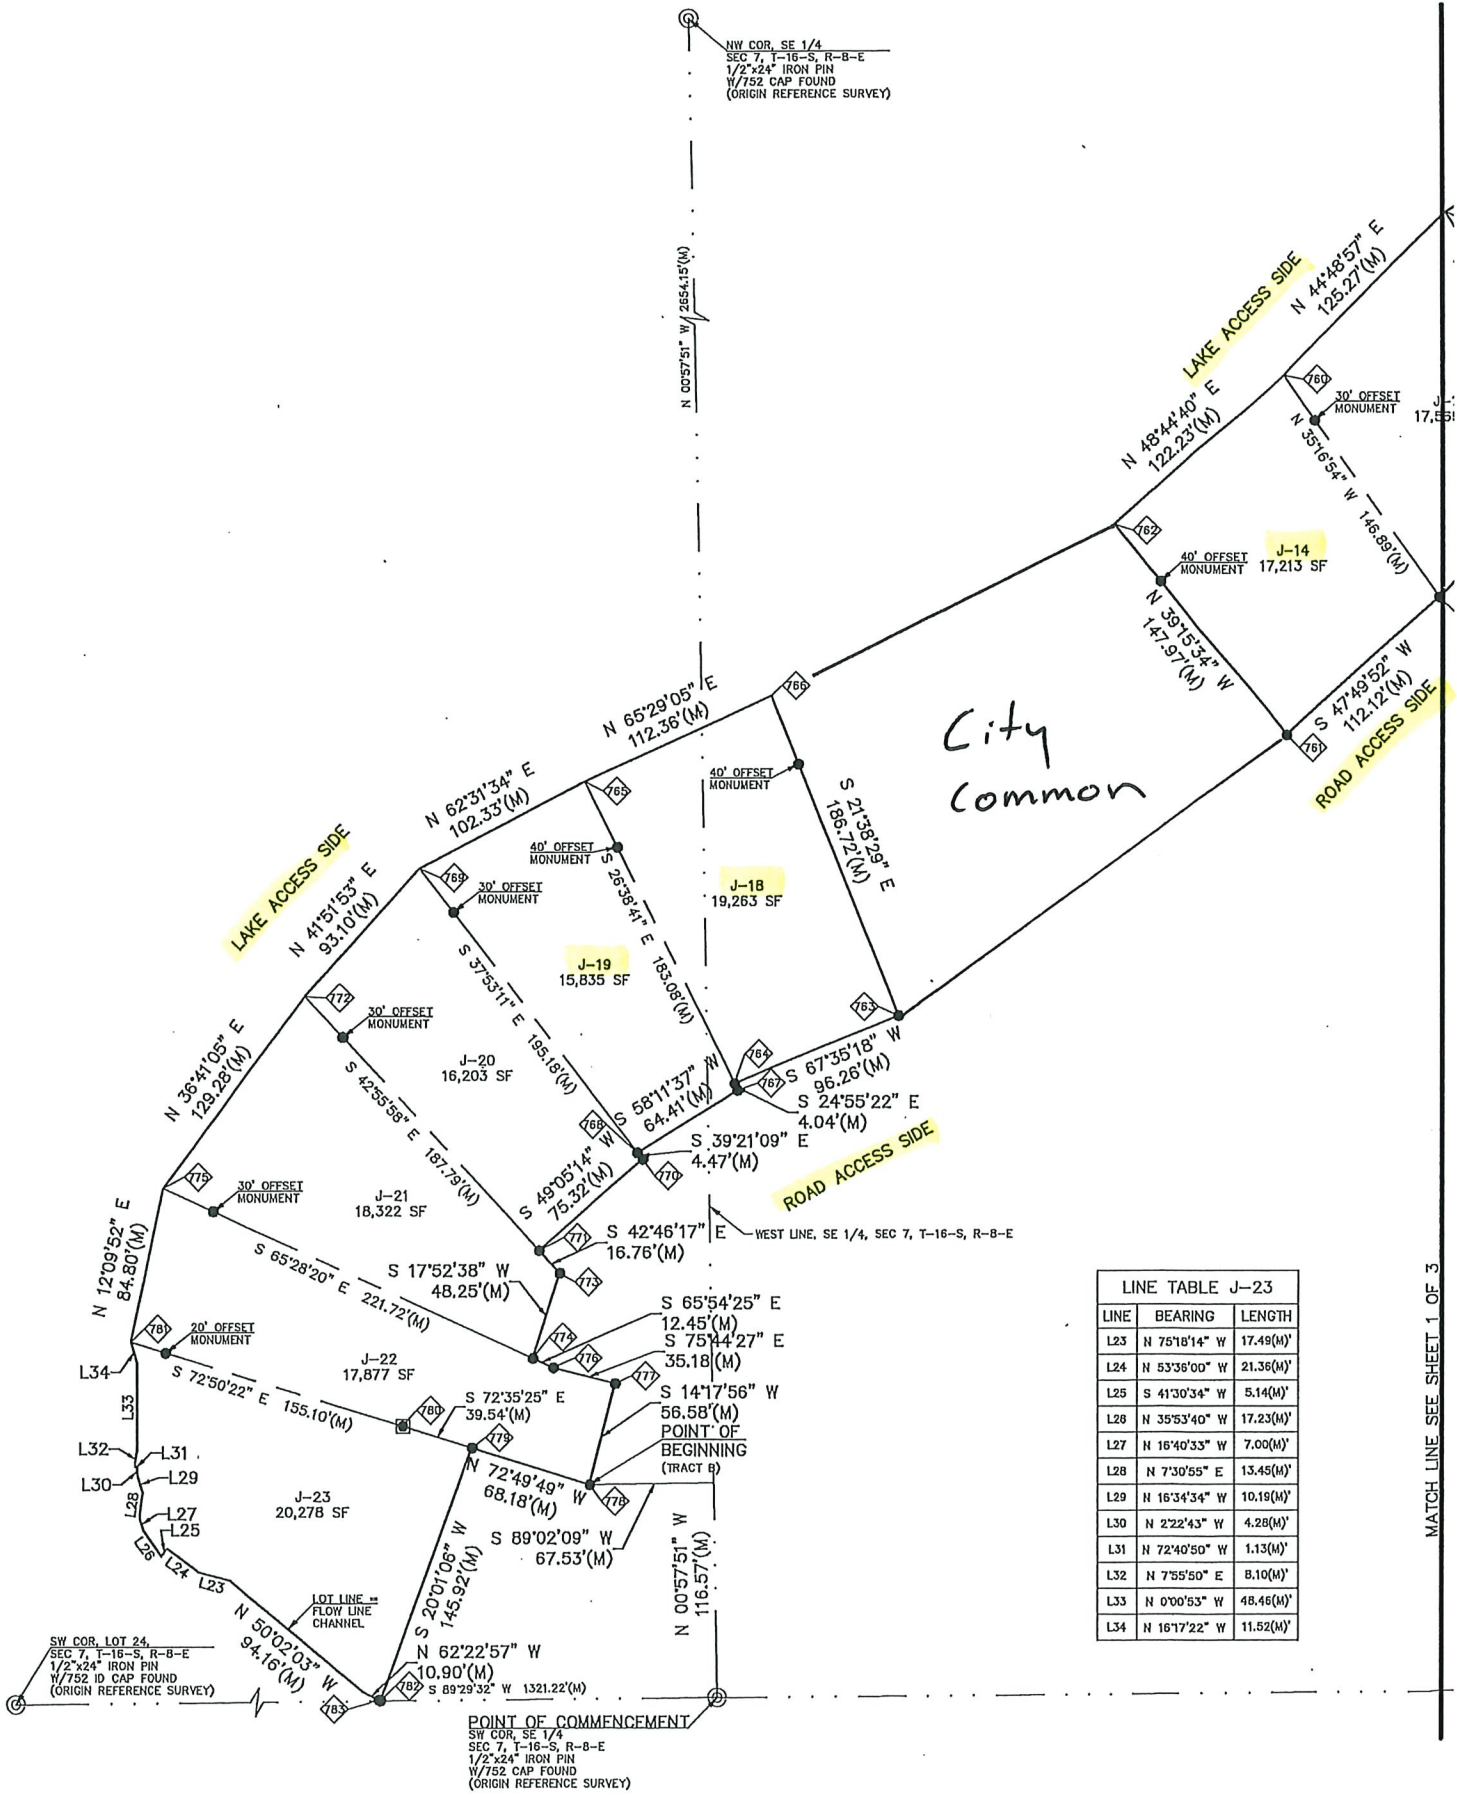 NW COR, SE 1/4
SEC 7, T-16-S, R-8-E
1/2"x24" IRON PIN
W/752 CAP FOUND
(ORIGIN REFERENCE SURVEY)
N 00°57'51" W 2654.15'(M)
LAKE ACCESS SIDE
N 44°48'57" E
125.27'(M)
760
30' OFFSET
MONUMENT
17,55
N 48°44'40" E
122.23'(M)
N 35°16'54" W 146.89'(M)
762
40' OFFSET
MONUMENT
J-14
17,213 SF
N 39°15'34" W
147.97'(M)
S 47°49'52" W
112.12'(M)
761
ROAD ACCESS SIDE
City
Common
766
N 65°29'05" E
112.36'(M)
40' OFFSET
MONUMENT
S 21°38'29" E
186.72'(M)
N 62°31'34" E
102.33'(M)
765
40' OFFSET
MONUMENT
S 26°38'41" E 183.08'(M)
J-18
19,263 SF
LAKE ACCESS SIDE
N 41°51'53" E
93.10'(M)
769
30' OFFSET
MONUMENT
S 37°53'11" E 195.18'(M)
J-19
15,835 SF
763
772
30' OFFSET
MONUMENT
J-20
16,203 SF
764
S 67°35'18" W
96.26'(M)
767
S 58°11'37" W
64.41'(M)
S 24°55'22" E
4.04'(M)
N 36°41'05" E
129.28'(M)
S 42°55'58" E 187.79'(M)
768
S 39°21'09" E
4.47'(M)
770
ROAD ACCESS SIDE
S 49°05'14" W
75.32'(M)
775
30' OFFSET
MONUMENT
J-21
18,322 SF
771
S 42°46'17" E
16.76'(M)
WEST LINE, SE 1/4, SEC 7, T-16-S, R-8-E
N 12°09'52" E
84.80'(M)
S 65°28'20" E 221.72'(M)
S 17°52'38" W
48.25'(M)
773
S 65°54'25" E
12.45'(M)
S 75°44'27" E
35.18'(M)
774
776
777
781
20' OFFSET
MONUMENT
J-22
17,877 SF
L34
S 72°50'22" E 155.10'(M)
S 72°35'25" E
39.54'(M)
S 14°17'56" W
56.58'(M)
POINT OF
BEGINNING
(TRACT B)
L33
780
779
L32
L31
L30
L29
N 72°49'49" W
68.18'(M)
778
J-23
20,278 SF
L28
L27
L25
L26
L24
L23
S 89°02'09" W
67.53'(M)
N 00°57'51" W
116.57'(M)
S 20°01'06" W
145.92'(M)
LOT LINE =
FLOW LINE
CHANNEL
N 50°02'03" W
94.16'(M)
N 62°22'57" W
10.90'(M)
782
S 89°29'32" W 1321.22'(M)
783
SW COR, LOT 24,
SEC 7, T-16-S, R-8-E
1/2"x24" IRON PIN
W/752 ID CAP FOUND
(ORIGIN REFERENCE SURVEY)
POINT OF COMMENCEMENT
SW COR, SE 1/4
SEC 7, T-16-S, R-8-E
1/2"x24" IRON PIN
W/752 CAP FOUND
(ORIGIN REFERENCE SURVEY)
LINE TABLE J-23
LINE BEARING LENGTH
L23 N 75°18'14" W 17.49(M)'
L24 N 53°36'00" W 21.36(M)'
L25 S 41°30'34" W 5.14(M)'
L26 N 35°53'40" W 17.23(M)'
L27 N 16°40'33" W 7.00(M)'
L28 N 7°30'55" E 13.45(M)'
L29 N 16°34'34" W 10.19(M)'
L30 N 2°22'43" W 4.28(M)'
L31 N 72°40'50" W 1.13(M)'
L32 N 7°55'50" E 8.10(M)'
L33 N 0°00'53" W 48.46(M)'
L34 N 16°17'22" W 11.52(M)'
MATCH LINE SEE SHEET 1 OF 3